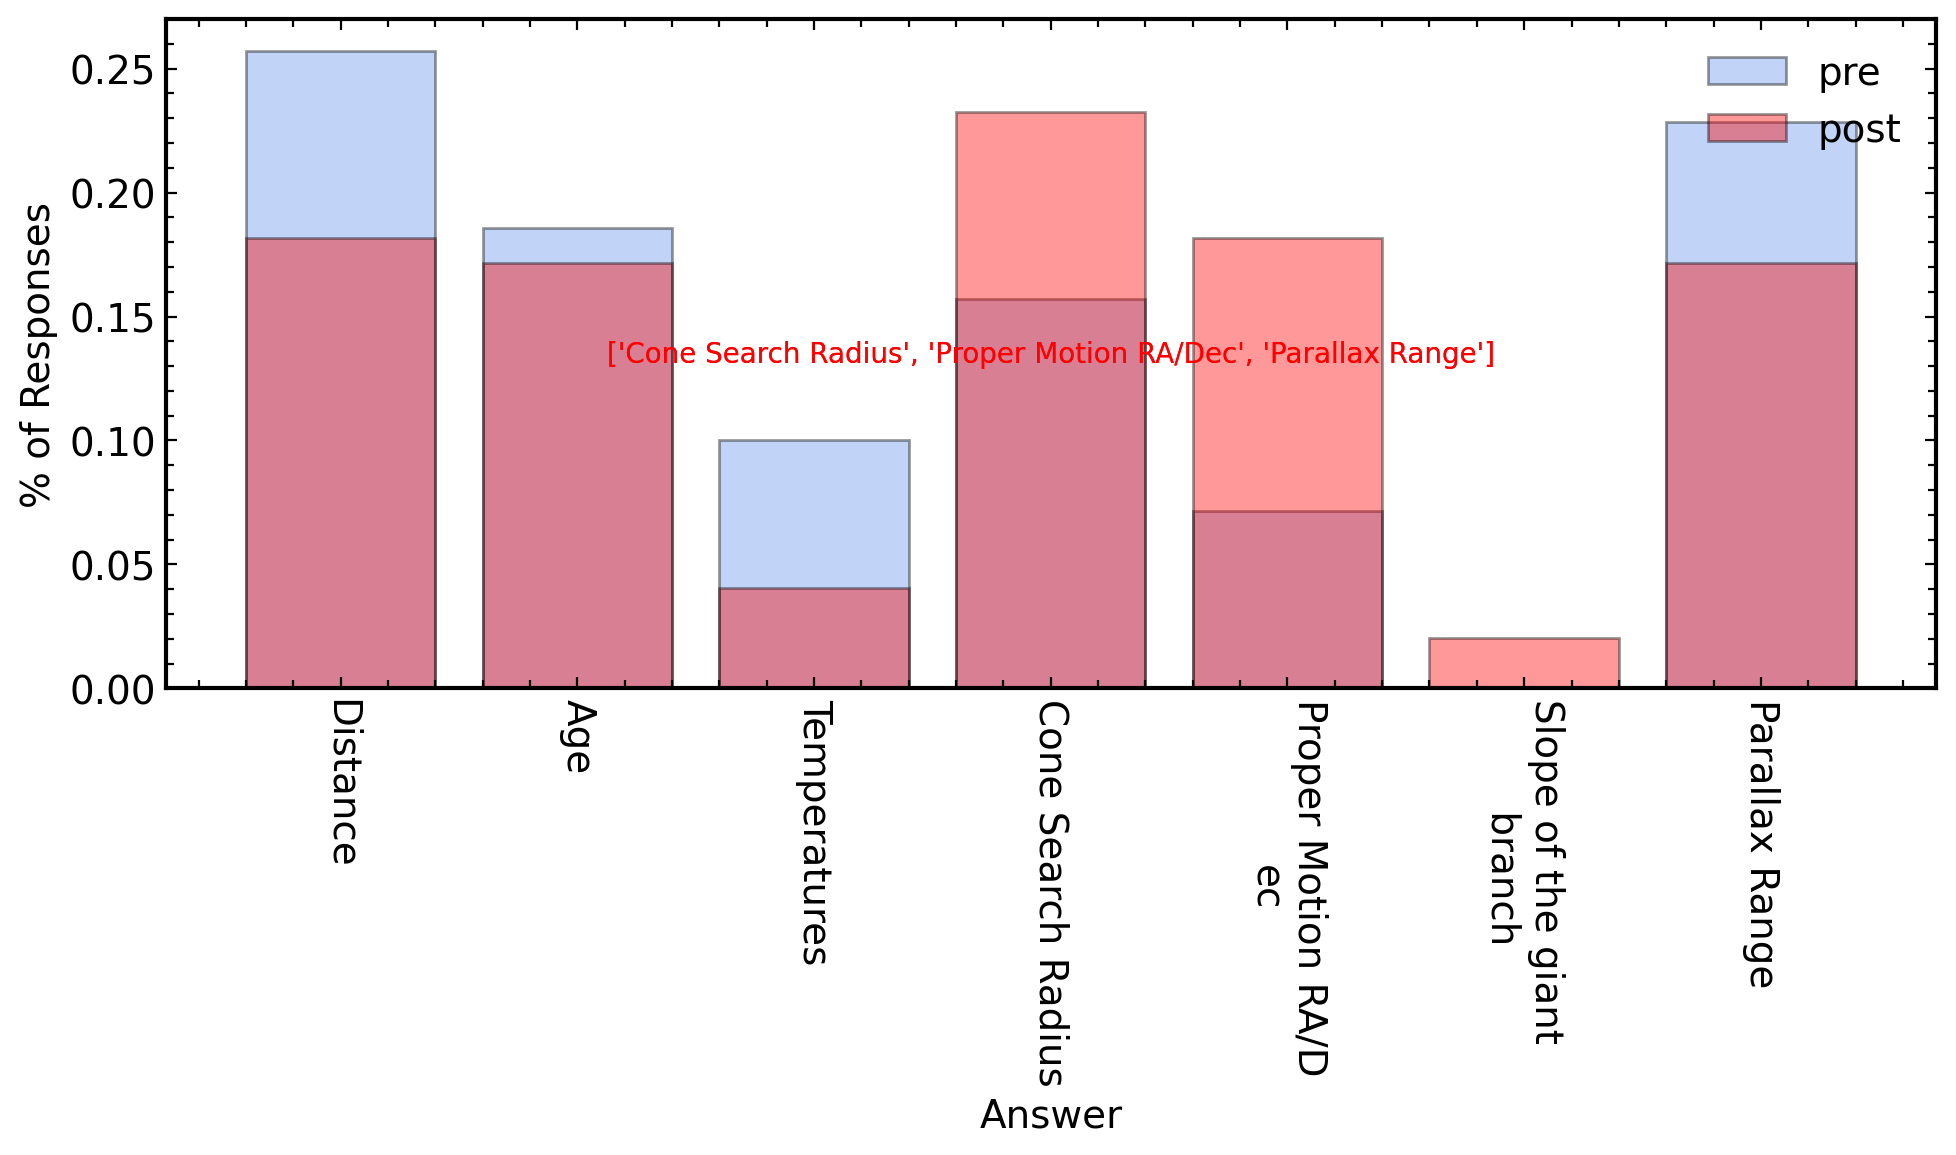 % of Responses
0.25
0.20
0.15
0.10
0.05
0.00
pre
post
['Cone Search Radius', 'Proper Motion RA/Dec', 'Parallax Range']
Distance
Age
Temperatures
Cone Search Radius
Proper Motion RA/D
ec
Slope of the giant
branch
Parallax Range
Answer